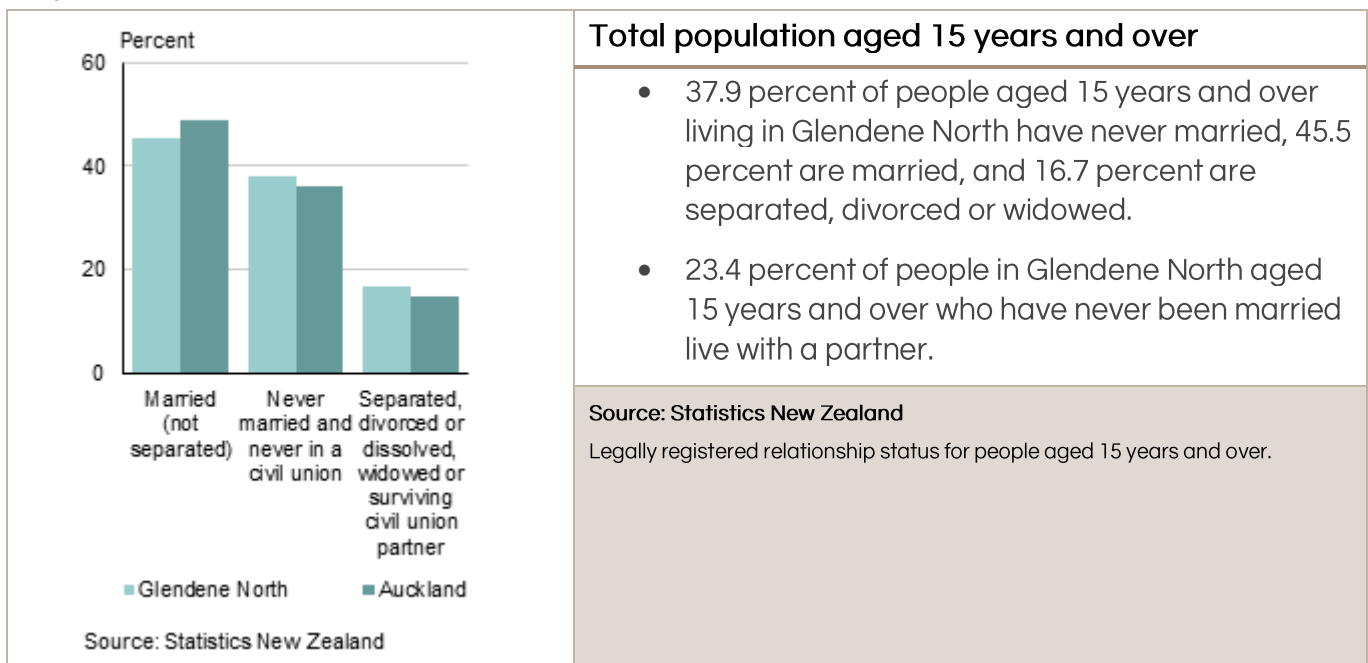 Percent
60
40
20
0
Married
(not
separated)
Never
married and
never in a
civil union
Separated,
divorced or
dissolved,
widowed or
surviving
civil union
partner
Glendene North
Auckland
Source: Statistics New Zealand
Total population aged 15 years and over
• 37.9 percent of people aged 15 years and over
living in Glendene North have never married, 45.5
percent are married, and 16.7 percent are
separated, divorced or widowed.
• 23.4 percent of people in Glendene North aged
15 years and over who have never been married
live with a partner.
Source: Statistics New Zealand
Legally registered relationship status for people aged 15 years and over.